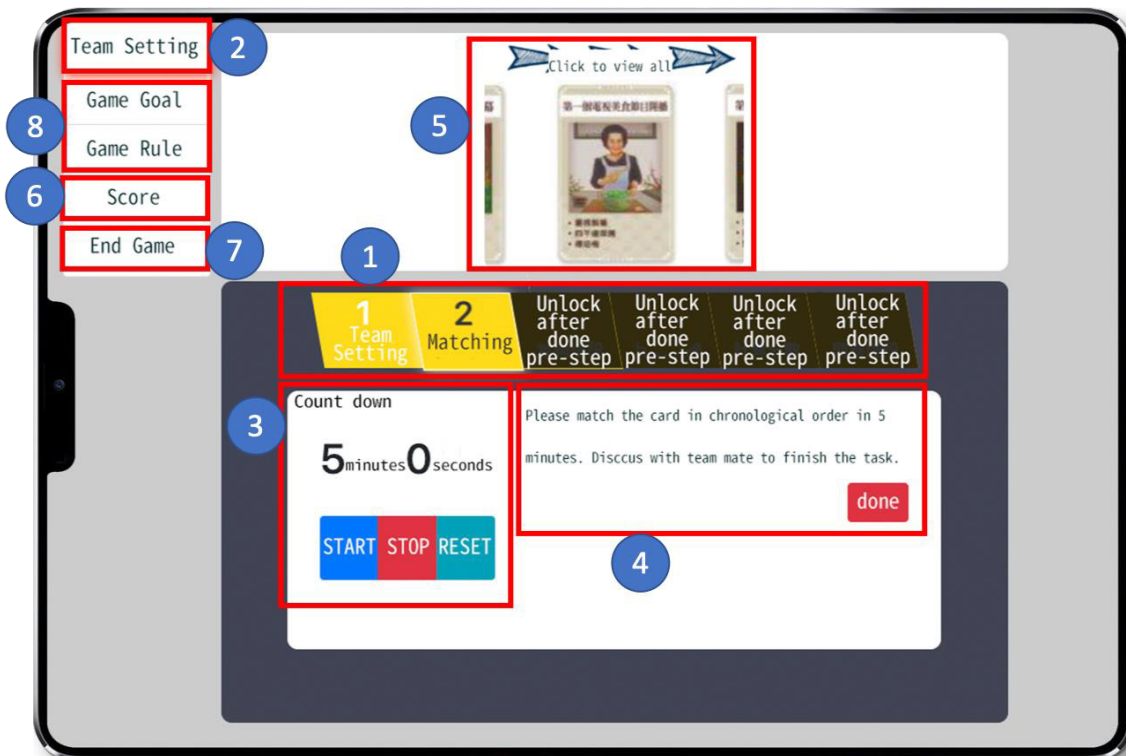 Team Setting
2
Game Goal
8
Game Rule
6
Score
End Game
7
5
Click to view all
幕
第一個電視美食節目開播
第
1
1
Team
Setting
2
Matching
Unlock
after
done
pre-step
Unlock
after
done
pre-step
Unlock
after
done
pre-step
Unlock
after
done
pre-step
3
Count down
5minutes0seconds
START STOP RESET
Please match the card in chronological order in 5
minutes. Disccus with team mate to finish the task.
done
4